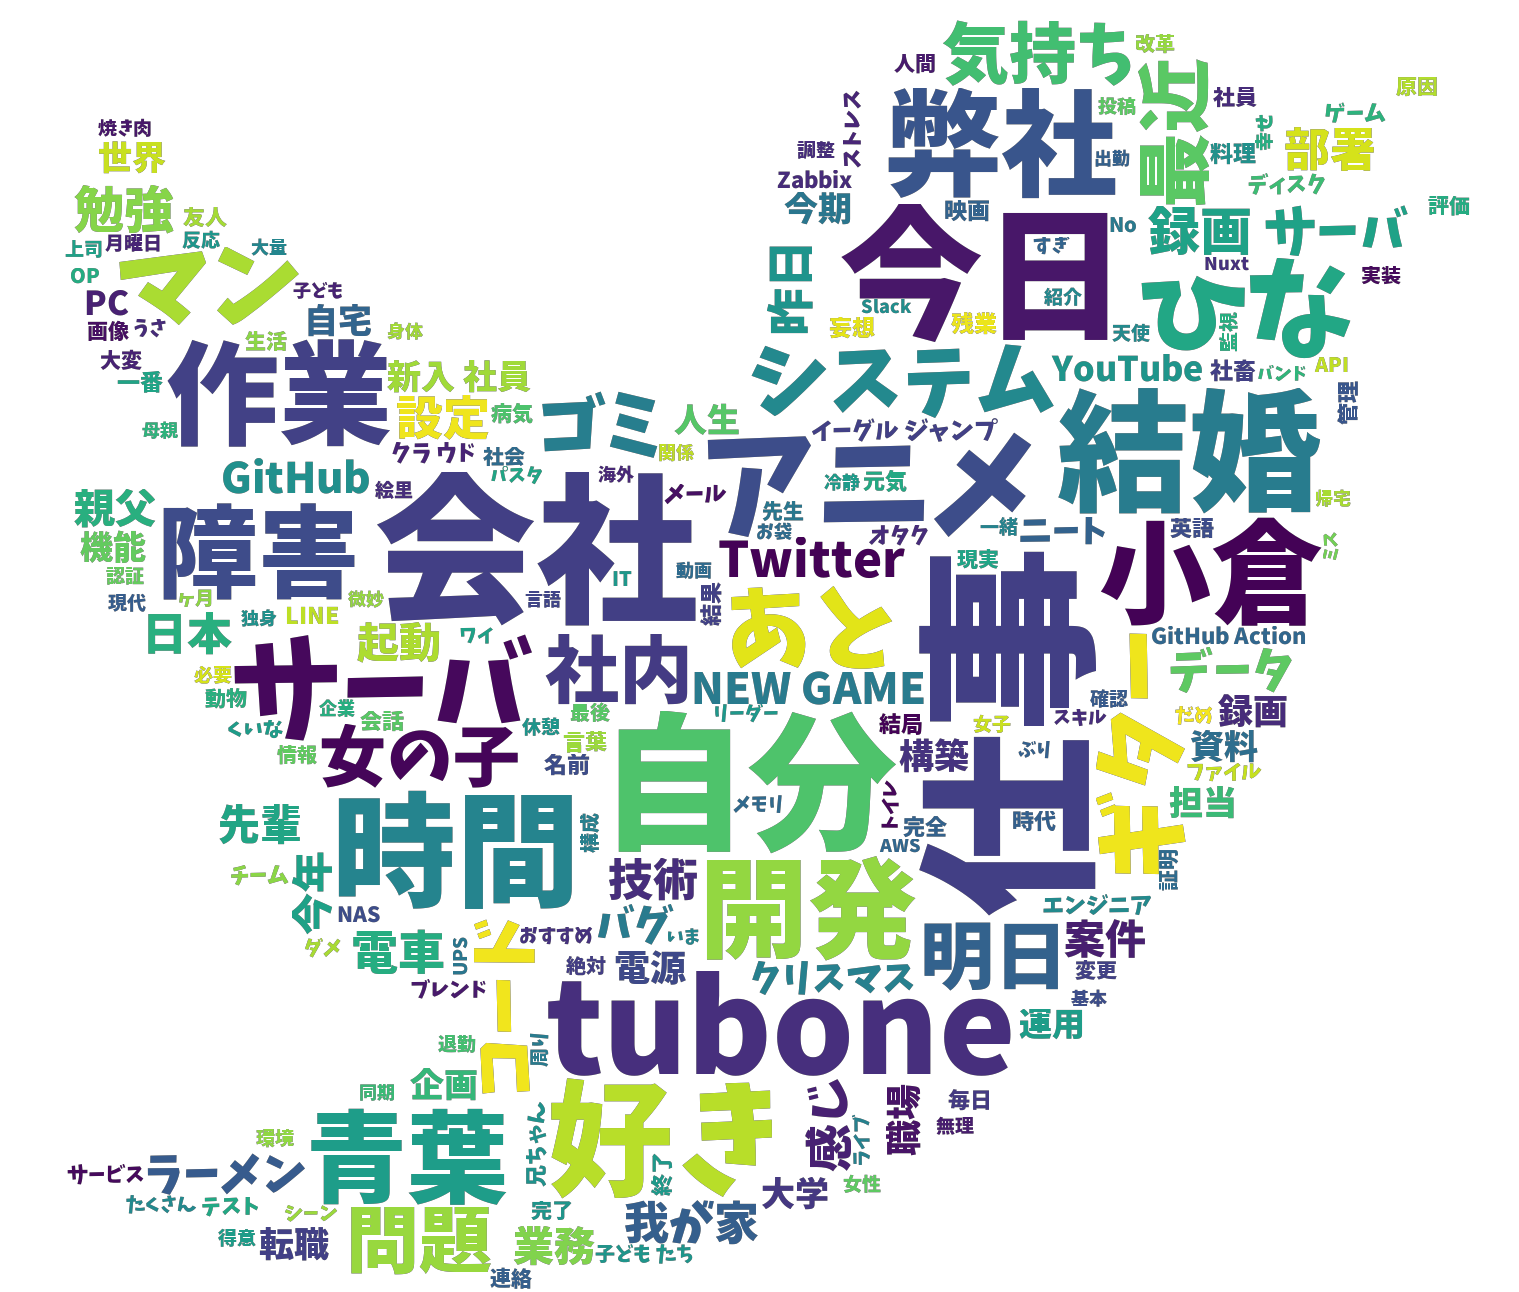 気持ち
改革
人間
最近
原因
社員
ストレス
弊社
投稿
ゲーム
幸せ
部署
焼き肉
世界
調整
出勤
料理
Zabbix
ディスク
勉強
友人
今期
映画
評価
上司
月曜日
反応
大量
今日
No
録画
サーバ
すぎ
OP
マン
昨日
Nuxt
実装
PC
子ども
紹介
ひな
画像
うさ
自宅
身体
Slack
妄想
残業
天使
監視
大変
生活
作業
システム
YouTube
社畜
バンド
API
一番
新入 社員
管理
設定
病気
ゴミ
人生
イーグル ジャンプ
結婚
母親
クラウド
社会
関係
アニメ
GitHub
絵里
パスタ
海外
メール
冷静
元気
帰宅
親父
障害
会社
先生
お袋
オタク
一緒
ニート
英語
小倉
ミス
機能
Twitter
現実
認証
IT
動画
現代
ケ月
独身
LINE
微妙
言語
結果
あと
仕事
日本
サーバ
起動
ワイ
社内
GitHub Action
データ
必要
動物
企業
会話
NEW GAME
確認
くいな
最後
リーダー
結局
女子
スキル
だめ
録画
情報
女の子
休憩
言葉
自分
構築
ぶり
ギター
資料
名前
ファイル
先輩
時間
構成
メモリ
トイレ
完全
時代
担当
AWS
チーム
今年
技術
開発
証明
NAS
エンジニア
ダメ
電車
UPS
コード
おすすめ
バグ
いま
明日
案件
絶対
電源
クリスマス
変更
ブレンド
tubone
基本
運用
退勤
周り
同期
企画
好き
感じ
職場
毎日
環境
青葉
兄ちゃん
ライブ
無理
サービス
ラーメン
終了
大学
女性
たくさん
テスト
シーン
完了
我が家
得意
転職
問題
業務
子ども たち
連絡